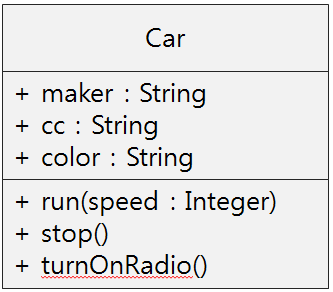 Car
+ maker : String
+ cc : String
+ color : String
+ run(speed : Integer)
+ stop()
+ turnOnRadio()